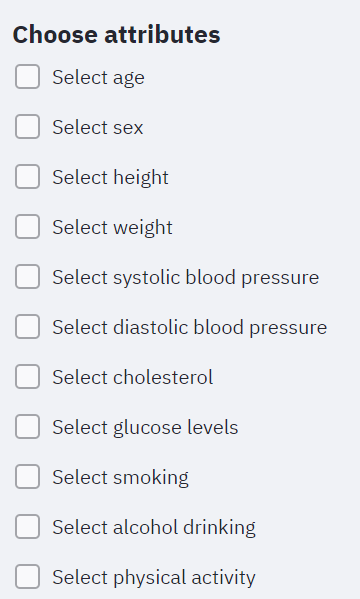 Choose attributes
Select age
Select sex
Select height
Select weight
Select systolic blood pressure
Select diastolic blood pressure
Select cholesterol
Select glucose levels
Select smoking
Select alcohol drinking
Select physical activity